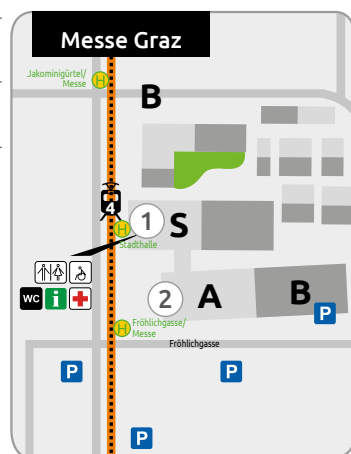 Messe Graz
Jakominigürtel/
Messe
H
B
4
1
S
H
Stadthalle
WC
i
2
A
B
P
H
Fröhlichgasse/
Messe
Fröhlichgasse
P
P
P